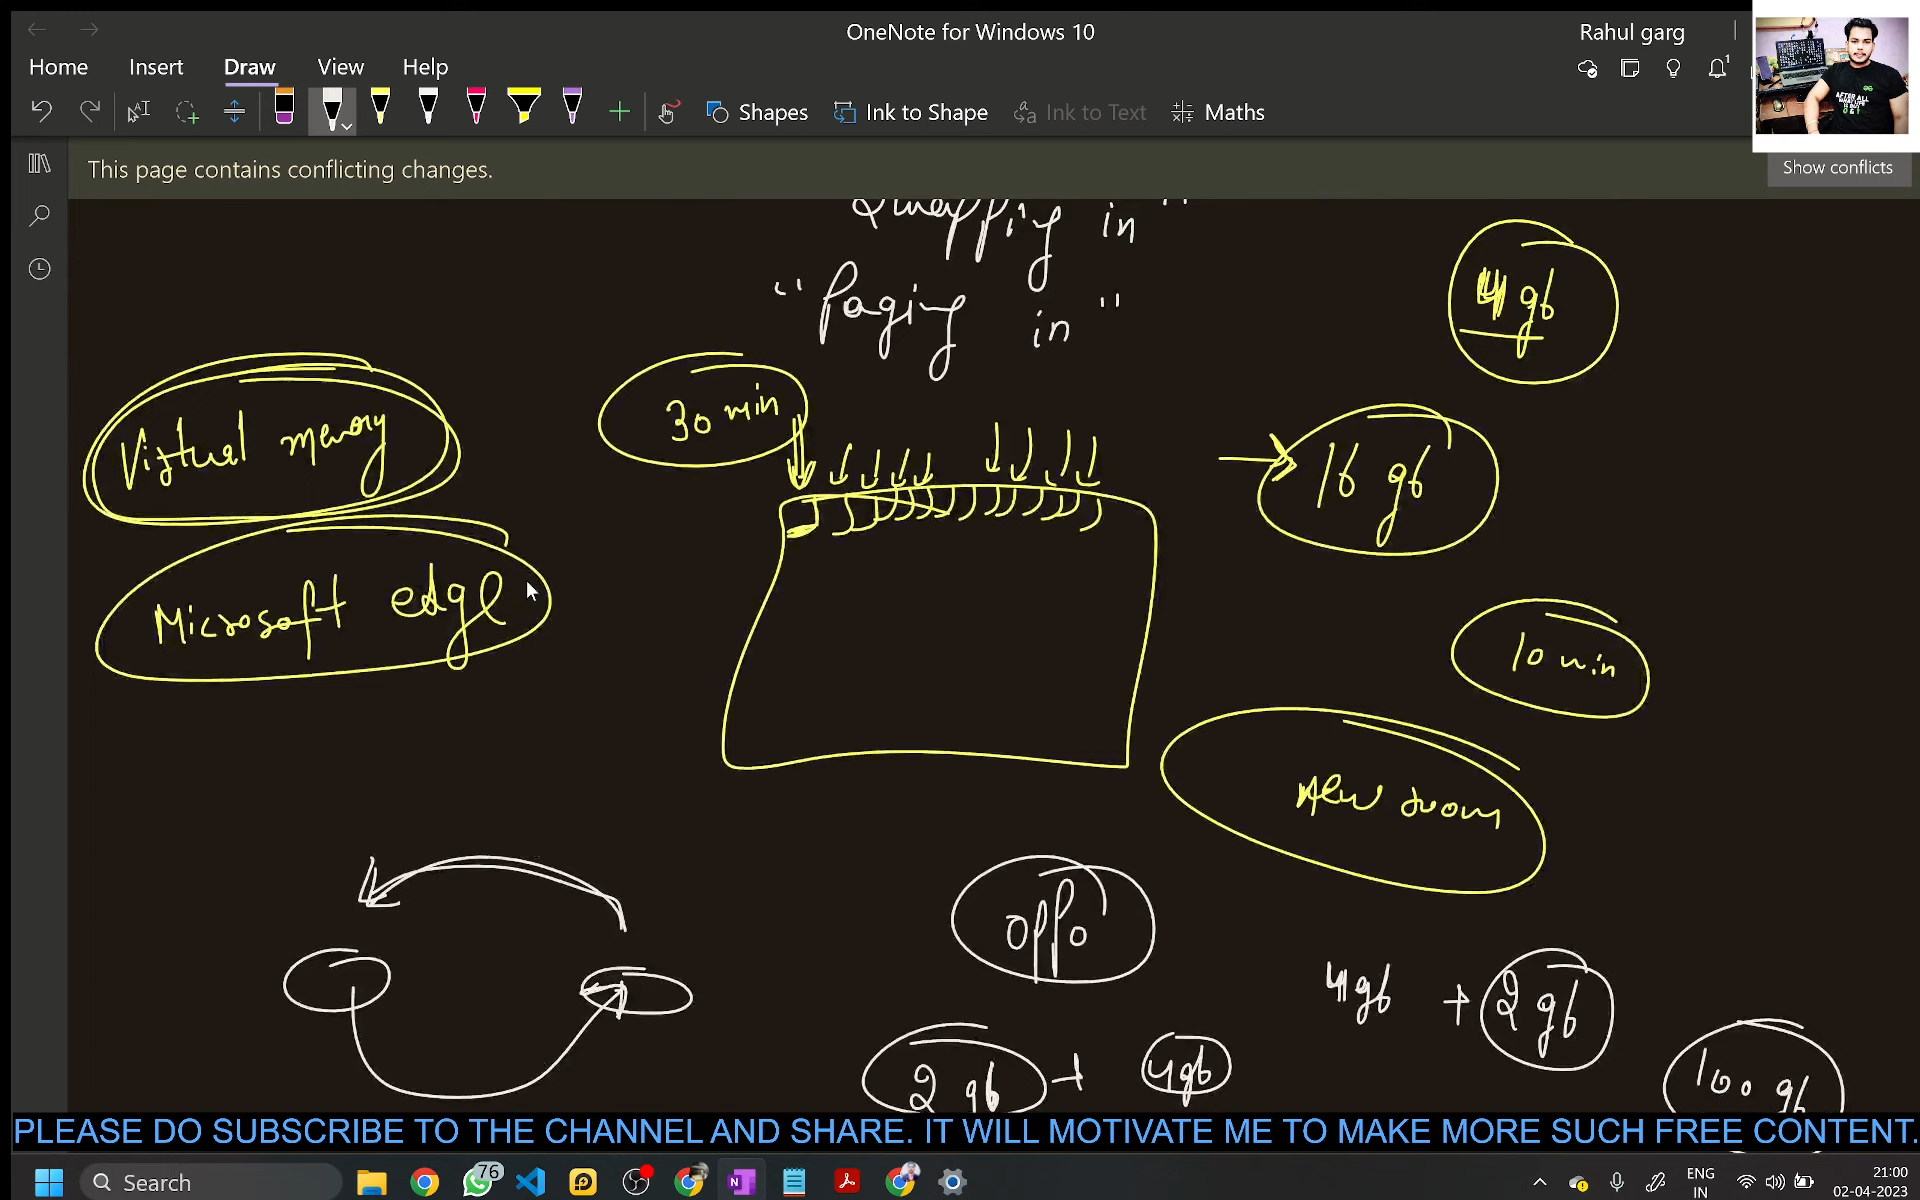 OneNote for Windows 10
Rahul garg
Home Insert Draw View Help
Shapes Ink to Shape Ink to Text Maths
This page contains conflicting changes.
Show conflicts
Swapping in "
"Paging in "
4 gb
30 min
Virtual memory
16 gb
Microsoft edge
10 min
New
oppo
4gb + 2 gb
2 gb + 4gb
100 gb
PLEASE DO SUBSCRIBE TO THE CHANNEL AND SHARE. IT WILL MOTIVATE ME TO MAKE MORE SUCH FREE CONTENT.
Search
76
ENG
IN
21:00
02-04-2023